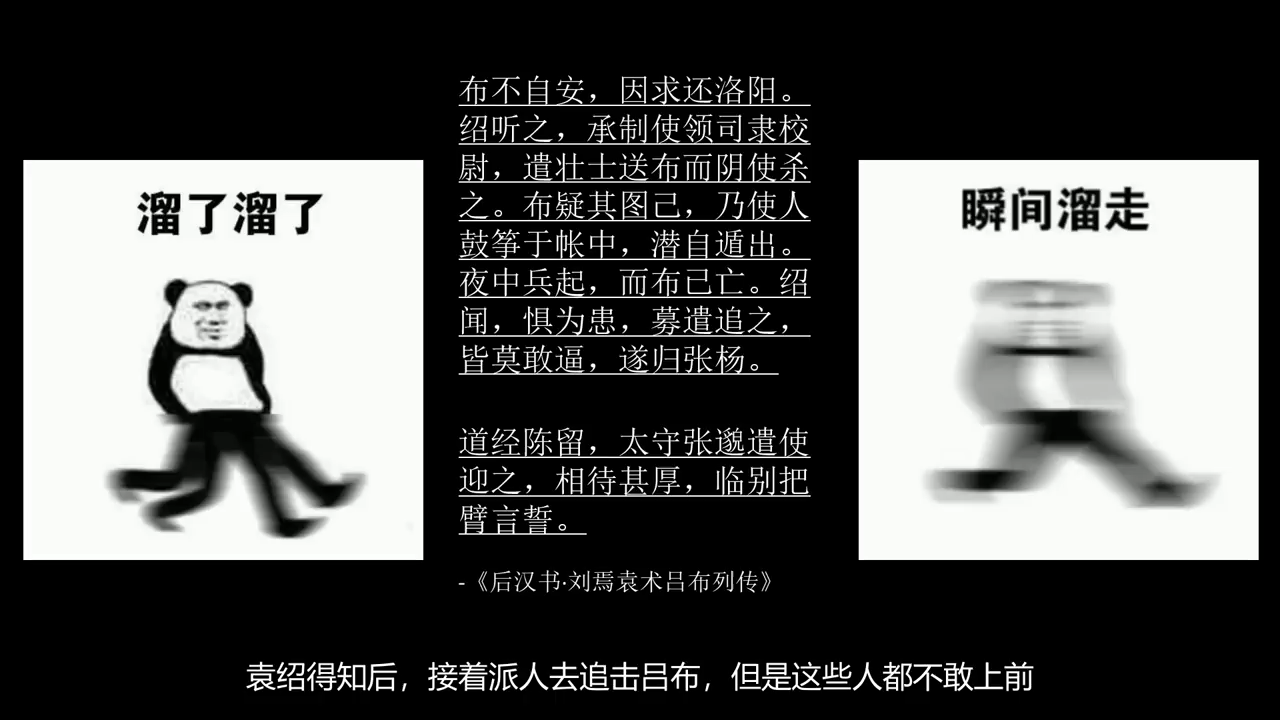 溜了溜了
布不自安，因求还洛阳。
绍听之，承制使领司隶校
尉，遣壮士送布而阴使杀
之。布疑其图己，乃使人
鼓筝于帐中，潜自遁出。
夜中兵起，而布已亡。绍
闻，惧为患，募遣追之，
皆莫敢逼，遂归张杨。
道经陈留，太守张邈遣使
迎之，相待甚厚，临别把
臂言誓。
-《后汉书·刘焉袁术吕布列传》
瞬间溜走
袁绍得知后，接着派人去追击吕布，但是这些人都不敢上前